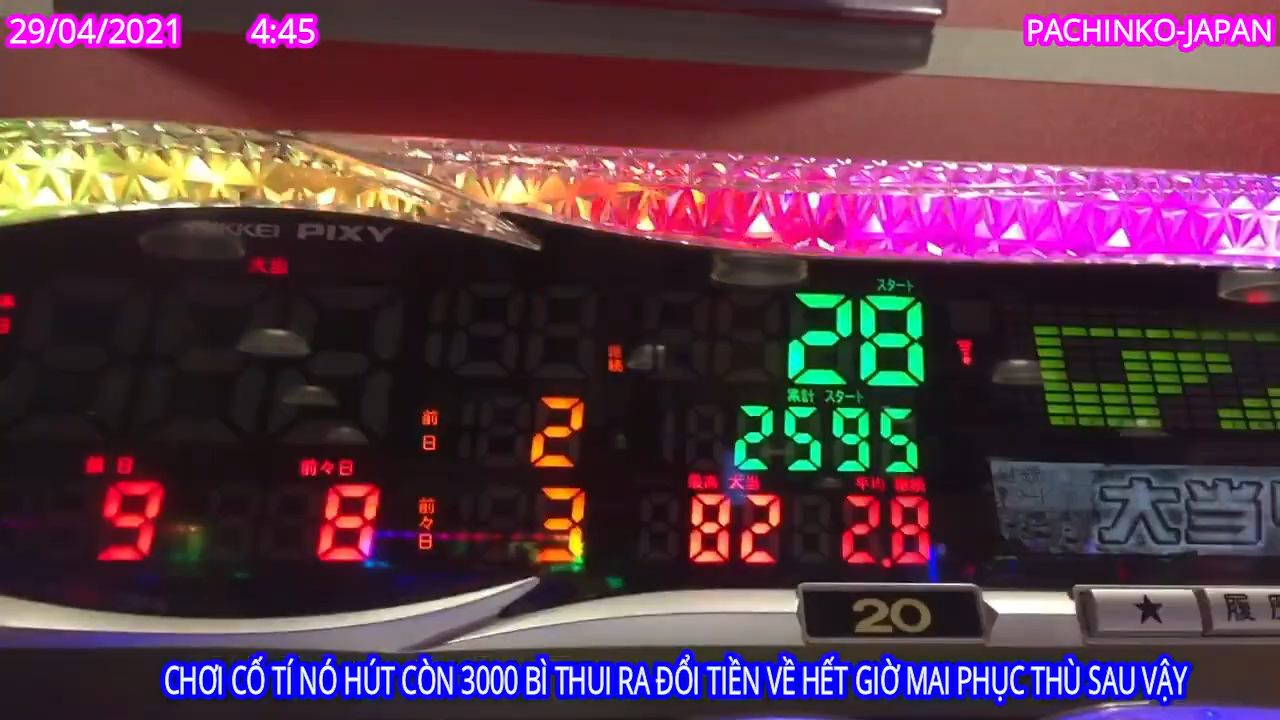 29/04/2021 4:45
PACHINKO-JAPAN
PIXY
大当
スタート
28
前日
2
累計 スタート
2595
前日
9
前々日
8
前々日
3
最高 大当
82
平均 継続
2.8
大当
20
★
CHƠI CỐ TÍ NÓ HÚT CÒN 3000 BÌ THUI RA ĐỔI TIỀN VỀ HẾT GIỜ MAI PHỤC THÙ SAU VẬY